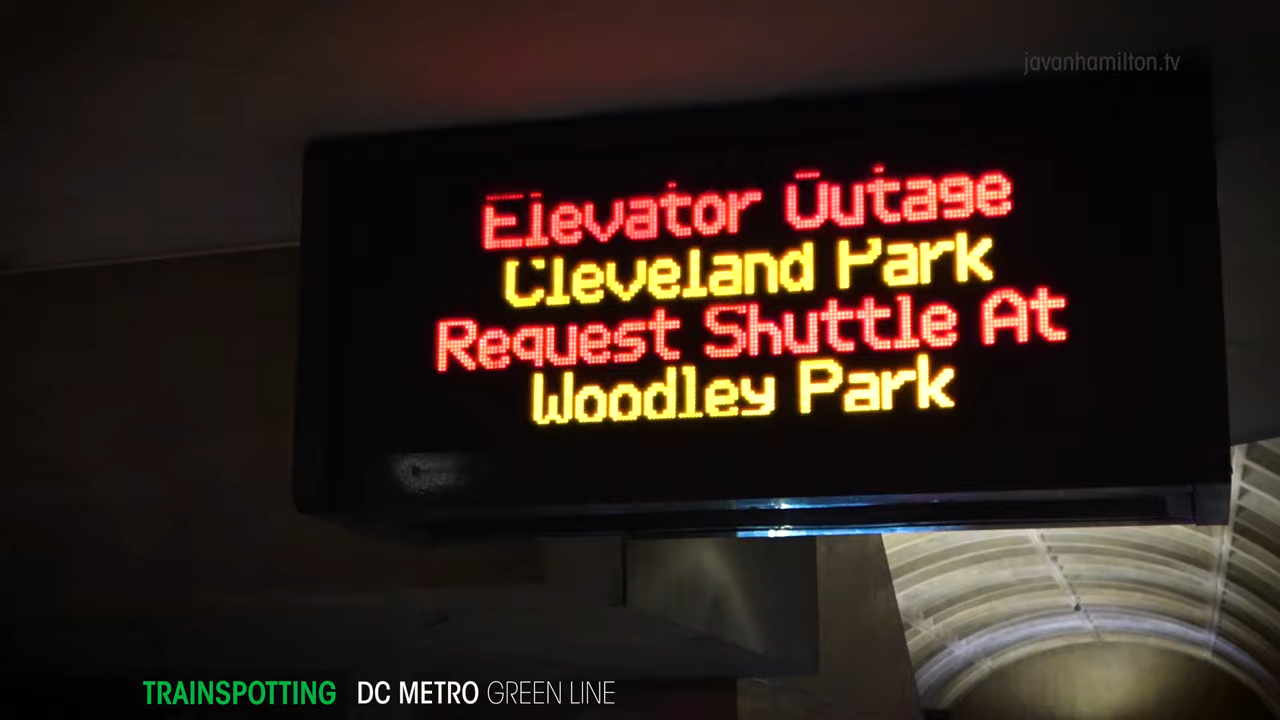 javanhamilton.tv
Elevator Outage
Cleveland Park
Request Shuttle At
Woodley Park
TRAINSPOTTING DC METRO GREEN LINE